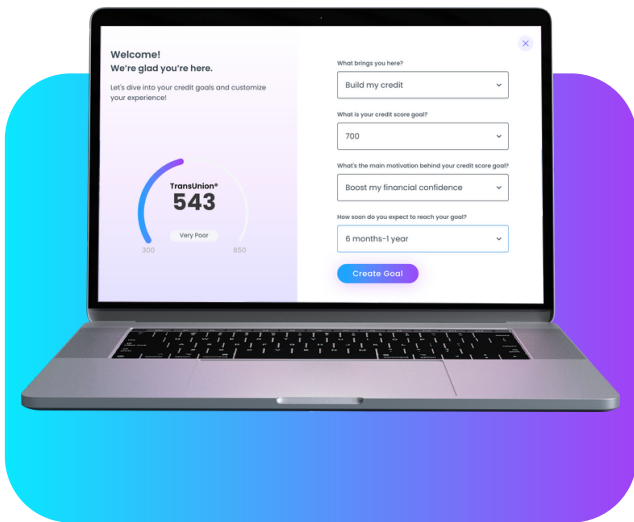 Welcome!
We're glad you're here.
Let's dive into your credit goals and customize
your experience!
TransUnion®
543
Very Poor
300
850
What brings you here?
Build my credit
What is your credit score goal?
700
What's the main motivation behind your credit score goal?
Boost my financial confidence
How soon do you expect to reach your goal?
6 months-1 year
Create Goal